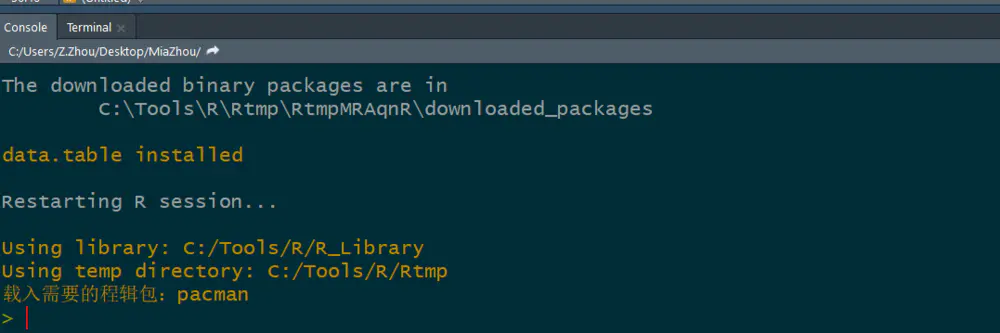 (Untitled)
Console Terminal
C:/Users/Z.Zhou/Desktop/MiaZhou/
The downloaded binary packages are in
C:\Tools\R\Rtmp\RtmpMRAqnR\downloaded_packages
data.table installed
Restarting R session...
Using library: C:/Tools/R/R_Library
Using temp directory: C:/Tools/R/Rtmp
载入需要的程辑包：pacman
>